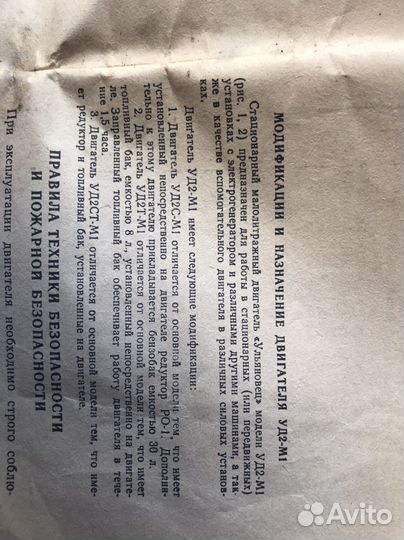 МОДИФИКАЦИИ И НАЗНАЧЕНИЕ ДВИГАТЕЛЯ УД2-М1
Стационарный малолитражный двигатель «Ульяновец» модели УД2-М1
(рис. 1, 2) предназначен для работы в стационарных (или передвижных)
установках с электрогенератором и различными другими машинами, а так-
же в качестве вспомогательного двигателя в различных силовых установ-
ках.
Двигатель УД2-М1 имеет следующие модификации:
1. Двигатель УД2С-М1 отличается от основной модели тем, что имеет
установленный непосредственно на двигателе редуктор РО-1. Дополни-
тельно к этому двигателю прикладывается бензобак емкостью 30 л.
2. Двигатель УД2Т-М1 отличается от основной модели тем, что имеет
топливный бак, емкостью 8 л, установленный непосредственно на двигате-
ле. Заправленный топливный бак обеспечивает работу двигателя в тече-
ние 1,5 часа.
3. Двигатель УД2СТ-М1 отличается от основной модели тем, что име-
ет редуктор и топливный бак, установленные на двигателе.
ПРАВИЛА ТЕХНИКИ БЕЗОПАСНОСТИ
И ПОЖАРНОЙ БЕЗОПАСНОСТИ
При эксплуатации двигателя необходимо строго соблю-
Avito